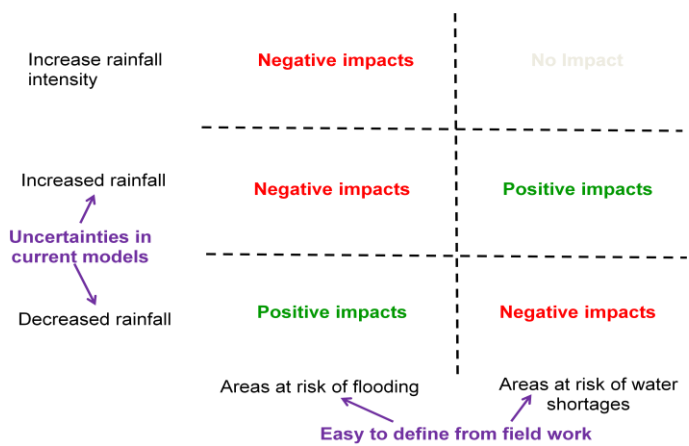 Increase rainfall
intensity
Negative impacts
No Impact
Increased rainfall
Negative impacts
Positive impacts
Uncertainties in
current models
Decreased rainfall
Positive impacts
Negative impacts
Areas at risk of flooding
Areas at risk of water
shortages
Easy to define from field work